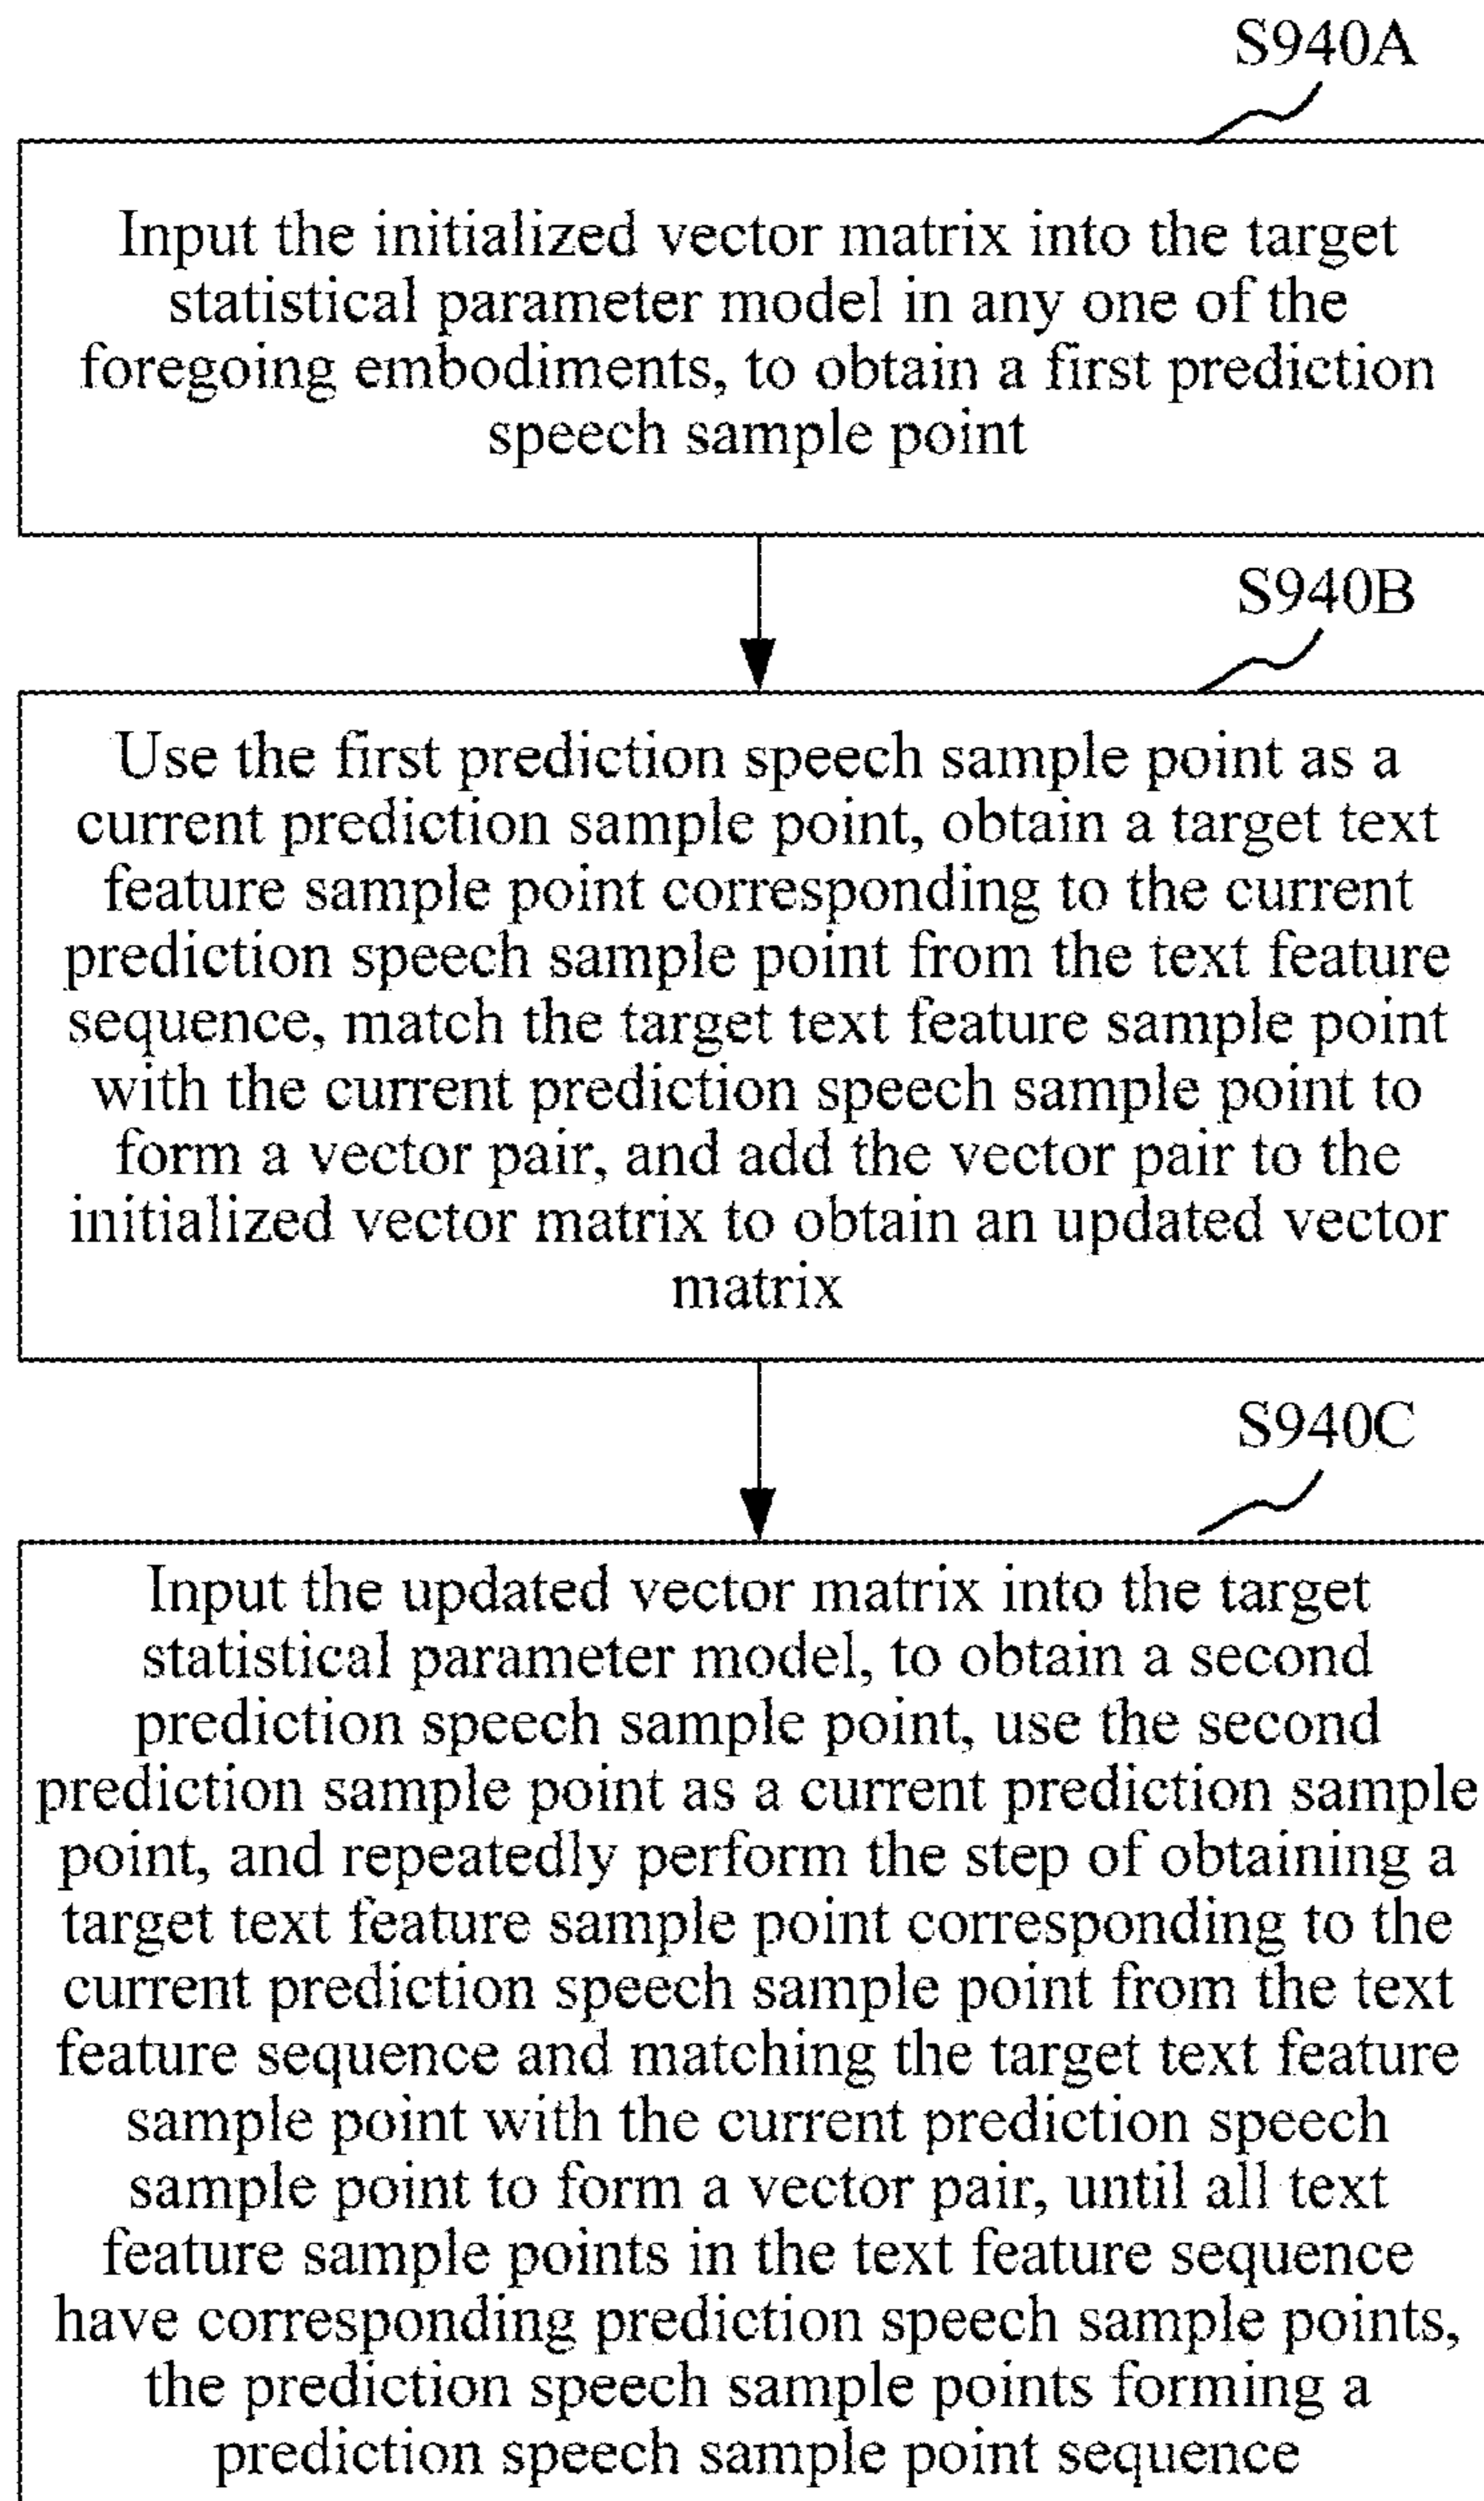 S940A
Input the initialized vector matrix into the target
statistical parameter model in any one of the
foregoing embodiments, to obtain a first prediction
speech sample point
S940B
Use the first prediction speech sample point as a
current prediction sample point, obtain a target text
feature sample point corresponding to the current
prediction speech sample point from the text feature
sequence, match the target text feature sample point
with the current prediction speech sample point to
form a vector pair, and add the vector pair to the
initialized vector matrix to obtain an updated vector
matrix
S940C
Input the updated vector matrix into the target
statistical parameter model, to obtain a second
prediction speech sample point, use the second
prediction sample point as a current prediction sample
point, and repeatedly perform the step of obtaining a
target text feature sample point corresponding to the
current prediction speech sample point from the text
feature sequence and matching the target text feature
sample point with the current prediction speech
sample point to form a vector pair, until all text
feature sample points in the text feature sequence
have corresponding prediction speech sample points,
the prediction speech sample points forming a
prediction speech sample point sequence